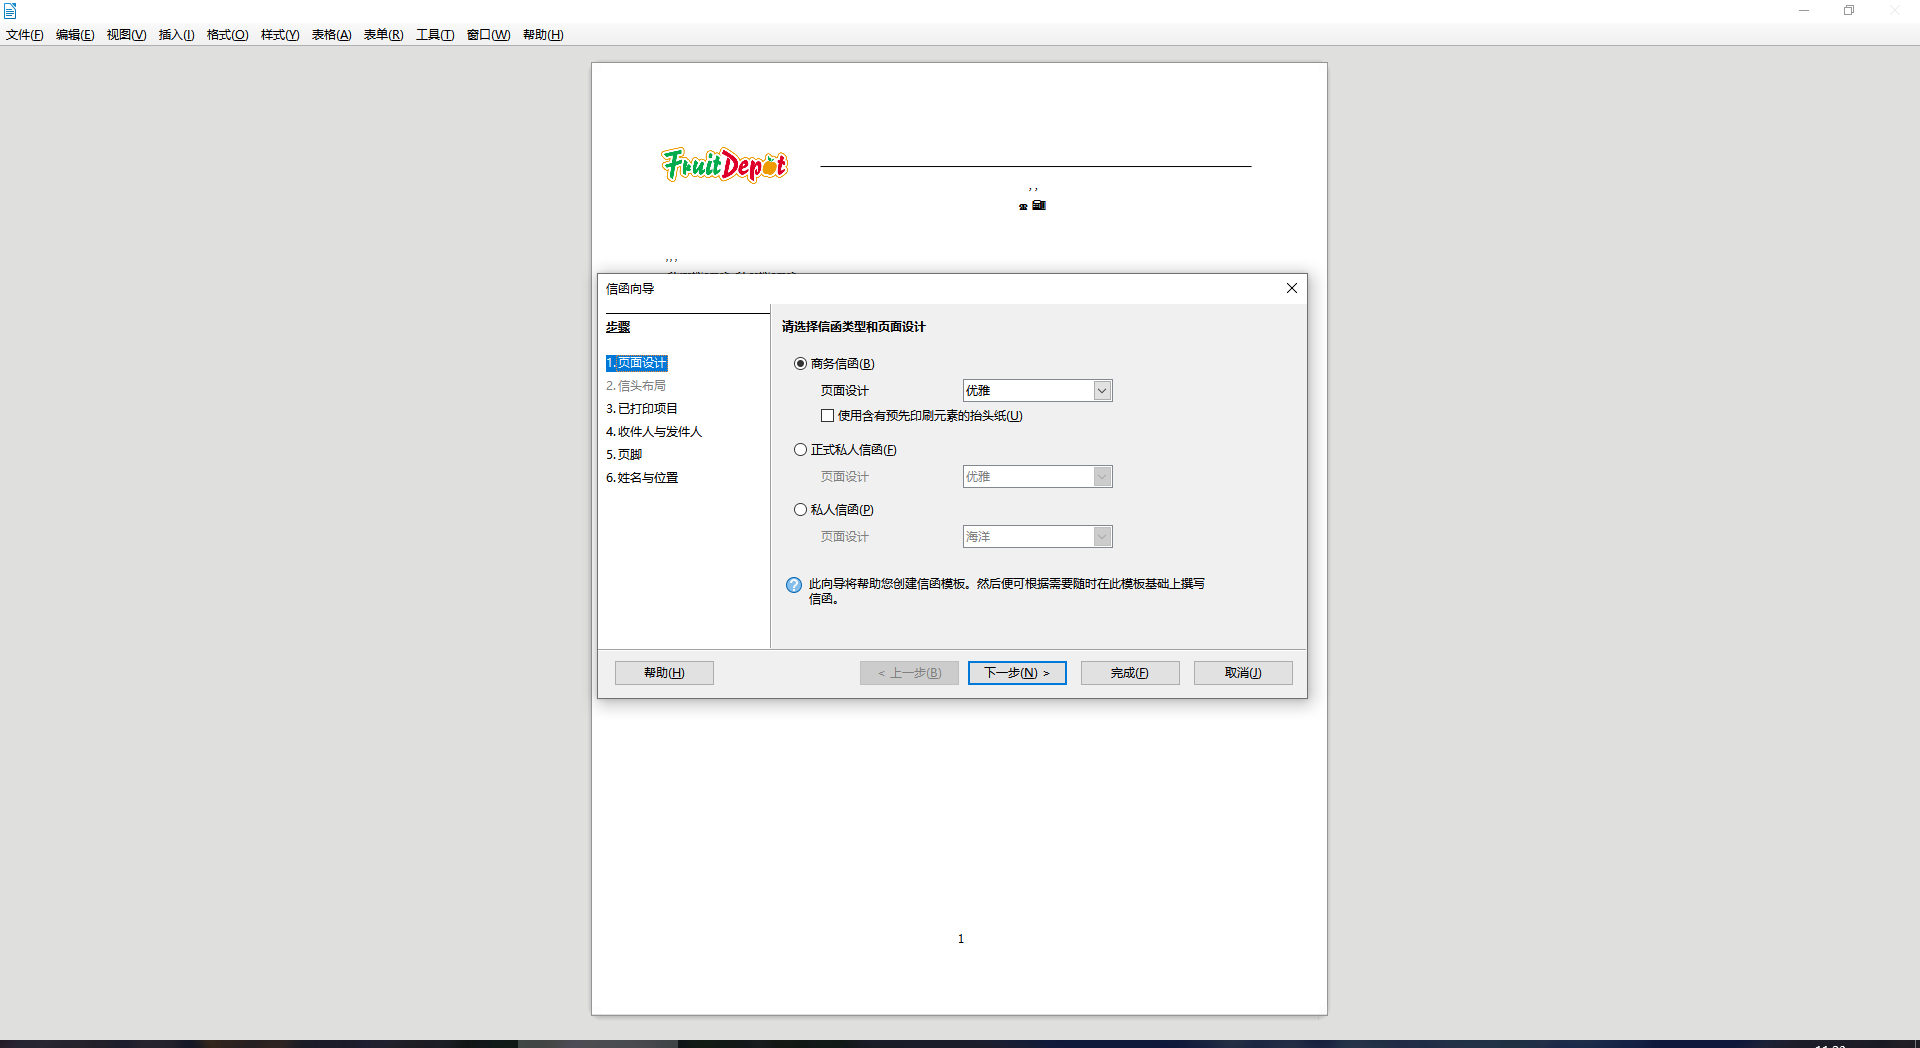 文件(F) 编辑(E) 视图(V) 插入(I) 格式(O) 样式(Y) 表格(A) 表单(R) 工具(T) 窗口(W) 帮助(H)
FruitDepot
, ,
, , ,
信函向导
步骤
1. 页面设计
2. 信头布局
3. 已打印项目
4. 收件人与发件人
5. 页脚
6. 姓名与位置
请选择信函类型和页面设计
商务信函(B)
页面设计 优雅
使用含有预先印刷元素的抬头纸(U)
正式私人信函(F)
页面设计 优雅
私人信函(P)
页面设计 海洋
此向导将帮助您创建信函模板。然后便可根据需要随时在此模板基础上撰写
信函。
帮助(H) < 上一步(B) 下一步(N) > 完成(F) 取消(J)
1